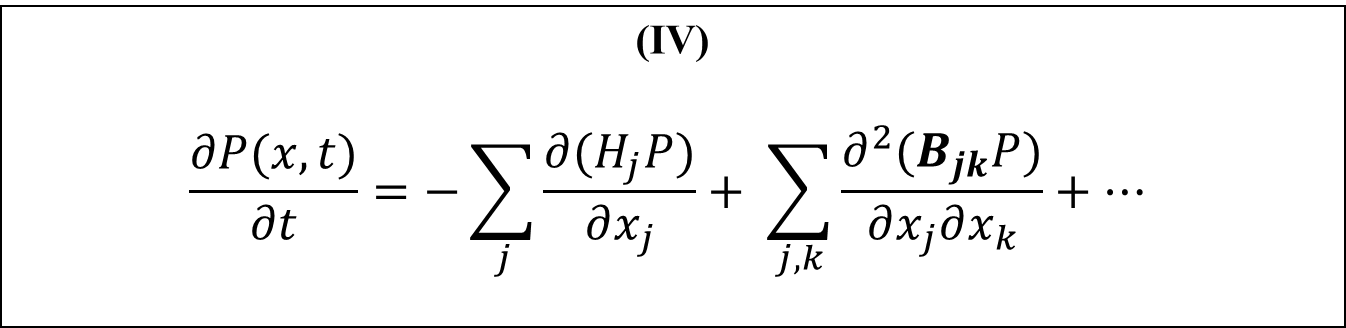 (IV)
∂P(x, t)/∂t = − ∑_j ∂(H_j P)/∂x_j + ∑_{j,k} ∂²(𝑩_𝒋𝒌 P)/∂x_j ∂x_k + ⋯